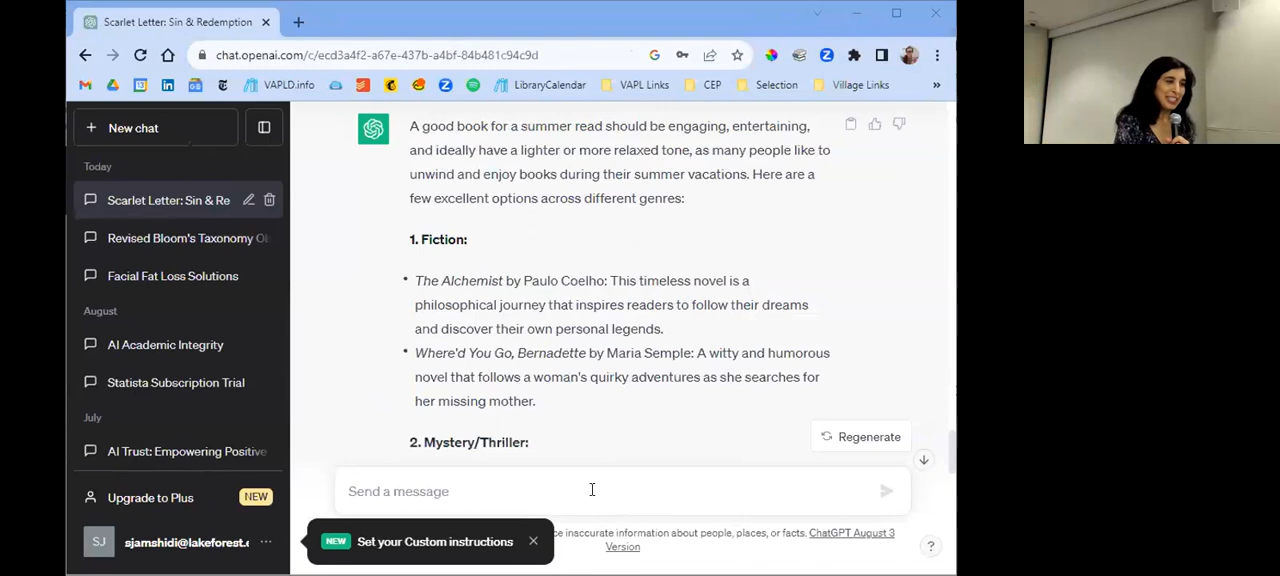 Scarlet Letter: Sin & Redemption
chat.openai.com/c/ecd3a4f2-a67e-437b-a4bf-84b481c94c9d
VAPLD.info
LibraryCalendar
VAPL Links
CEP
Selection
Village Links
New chat
Today
Scarlet Letter: Sin & Re
Revised Bloom's Taxonomy Ob
Facial Fat Loss Solutions
August
AI Academic Integrity
Statista Subscription Trial
July
AI Trust: Empowering Positive
Upgrade to Plus
NEW
SJ
sjamshidi@lakeforest.e
A good book for a summer read should be engaging, entertaining,
and ideally have a lighter or more relaxed tone, as many people like to
unwind and enjoy books during their summer vacations. Here are a
few excellent options across different genres:
1. Fiction:
• The Alchemist by Paulo Coelho: This timeless novel is a
philosophical journey that inspires readers to follow their dreams
and discover their own personal legends.
• Where'd You Go, Bernadette by Maria Semple: A witty and humorous
novel that follows a woman's quirky adventures as she searches for
her missing mother.
2. Mystery/Thriller:
Regenerate
Send a message
NEW Set your Custom instructions
ce inaccurate information about people, places, or facts. ChatGPT August 3
Version
?